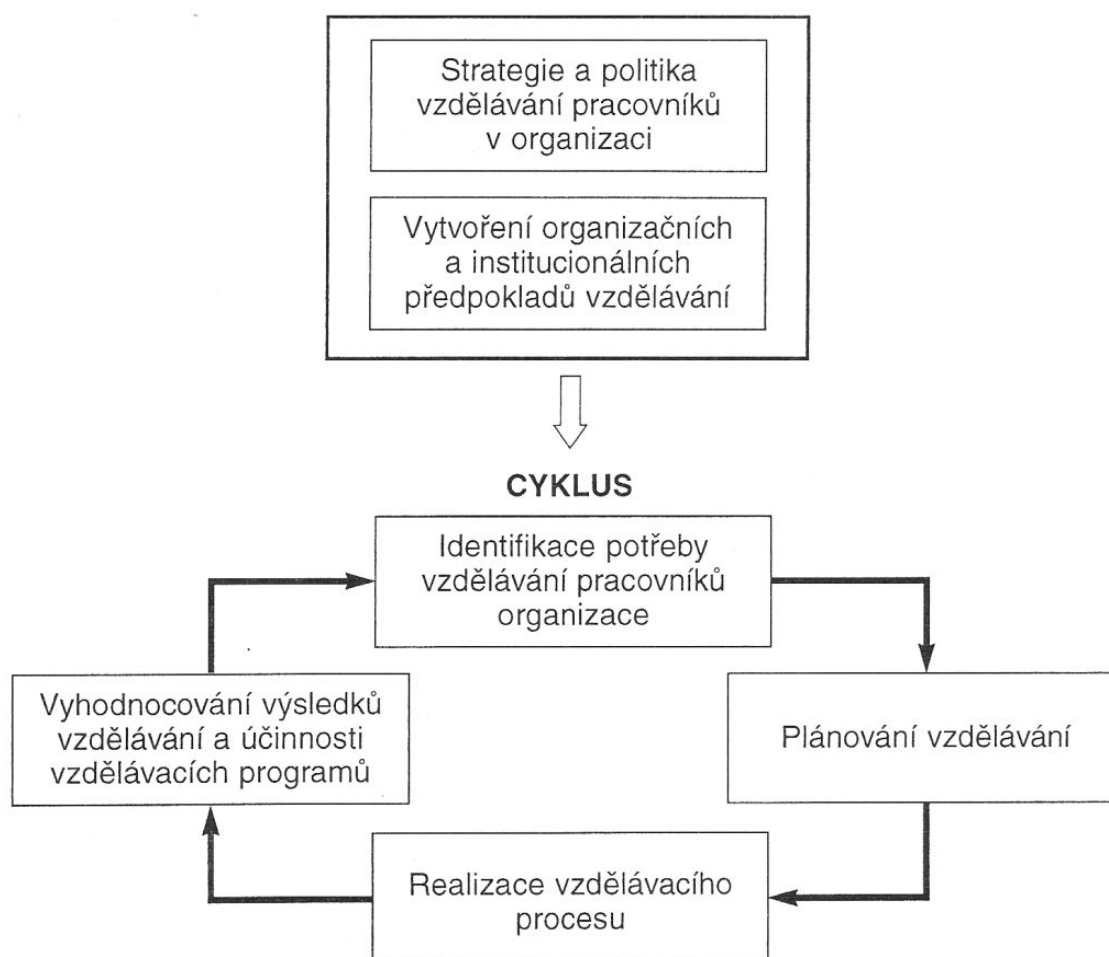 Strategie a politika
vzdělávání pracovníků
v organizaci
Vytvoření organizačních
a institucionálních
předpokladů vzdělávání
CYKLUS
Identifikace potřeby
vzdělávání pracovníků
organizace
Vyhodnocování výsledků
vzdělávání a účinnosti
vzdělávacích programů
Plánování vzdělávání
Realizace vzdělávacího
procesu